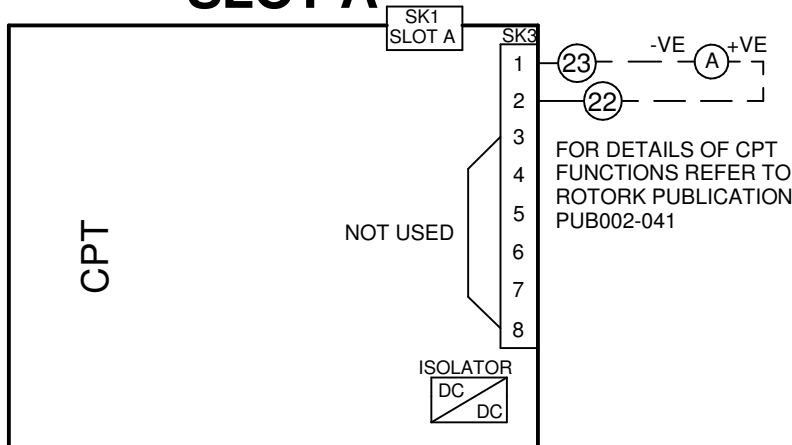 SLOT A
SK1
SLOT A
SK3
1
2
3
4
5
6
7
8
23
22
-VE
A
+VE
FOR DETAILS OF CPT
FUNCTIONS REFER TO
ROTORK PUBLICATION
PUB002-041
NOT USED
CPT
ISOLATOR
DC
DC